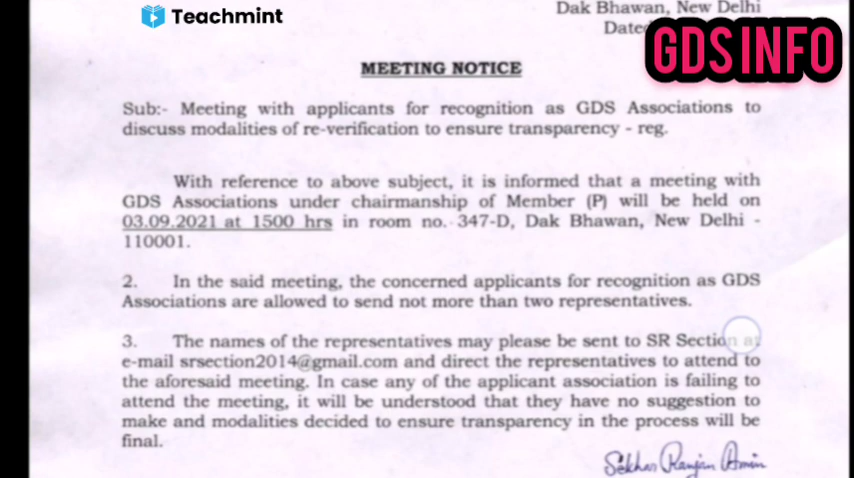 Teachmint
Dak Bhawan, New Delhi
Dated
GDS INFO
MEETING NOTICE
Sub:- Meeting with applicants for recognition as GDS Associations to
discuss modalities of re-verification to ensure transparency - reg.
With reference to above subject, it is informed that a meeting with
GDS Associations under chairmanship of Member (P) will be held on
03.09.2021 at 1500 hrs in room no. 347-D, Dak Bhawan, New Delhi -
110001.
2. In the said meeting, the concerned applicants for recognition as GDS
Associations are allowed to send not more than two representatives.
3. The names of the representatives may please be sent to SR Section at
e-mail srsection2014@gmail.com and direct the representatives to attend to
the aforesaid meeting. In case any of the applicant association is failing to
attend the meeting, it will be understood that they have no suggestion to
make and modalities decided to ensure transparency in the process will be
final.
Sekhar Ranjan Amin